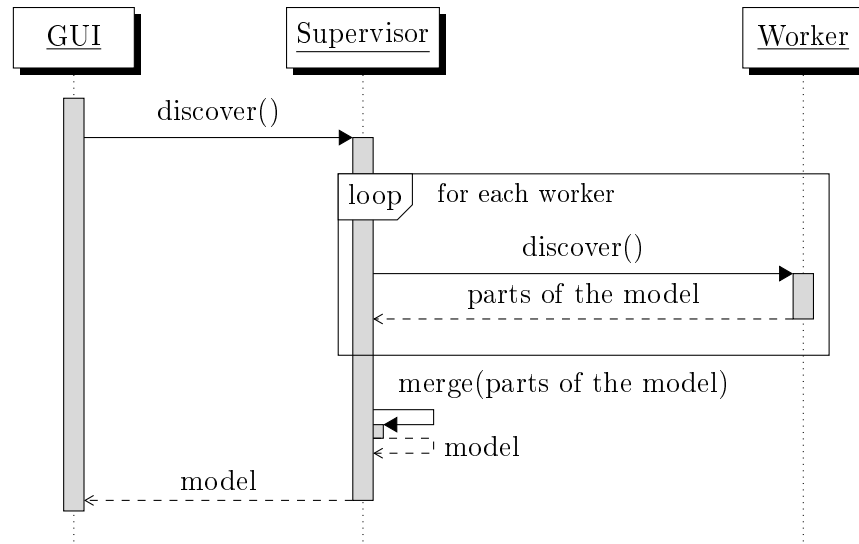 GUI
Supervisor
Worker
discover()
loop
for each worker
discover()
parts of the model
merge(parts of the model)
model
model